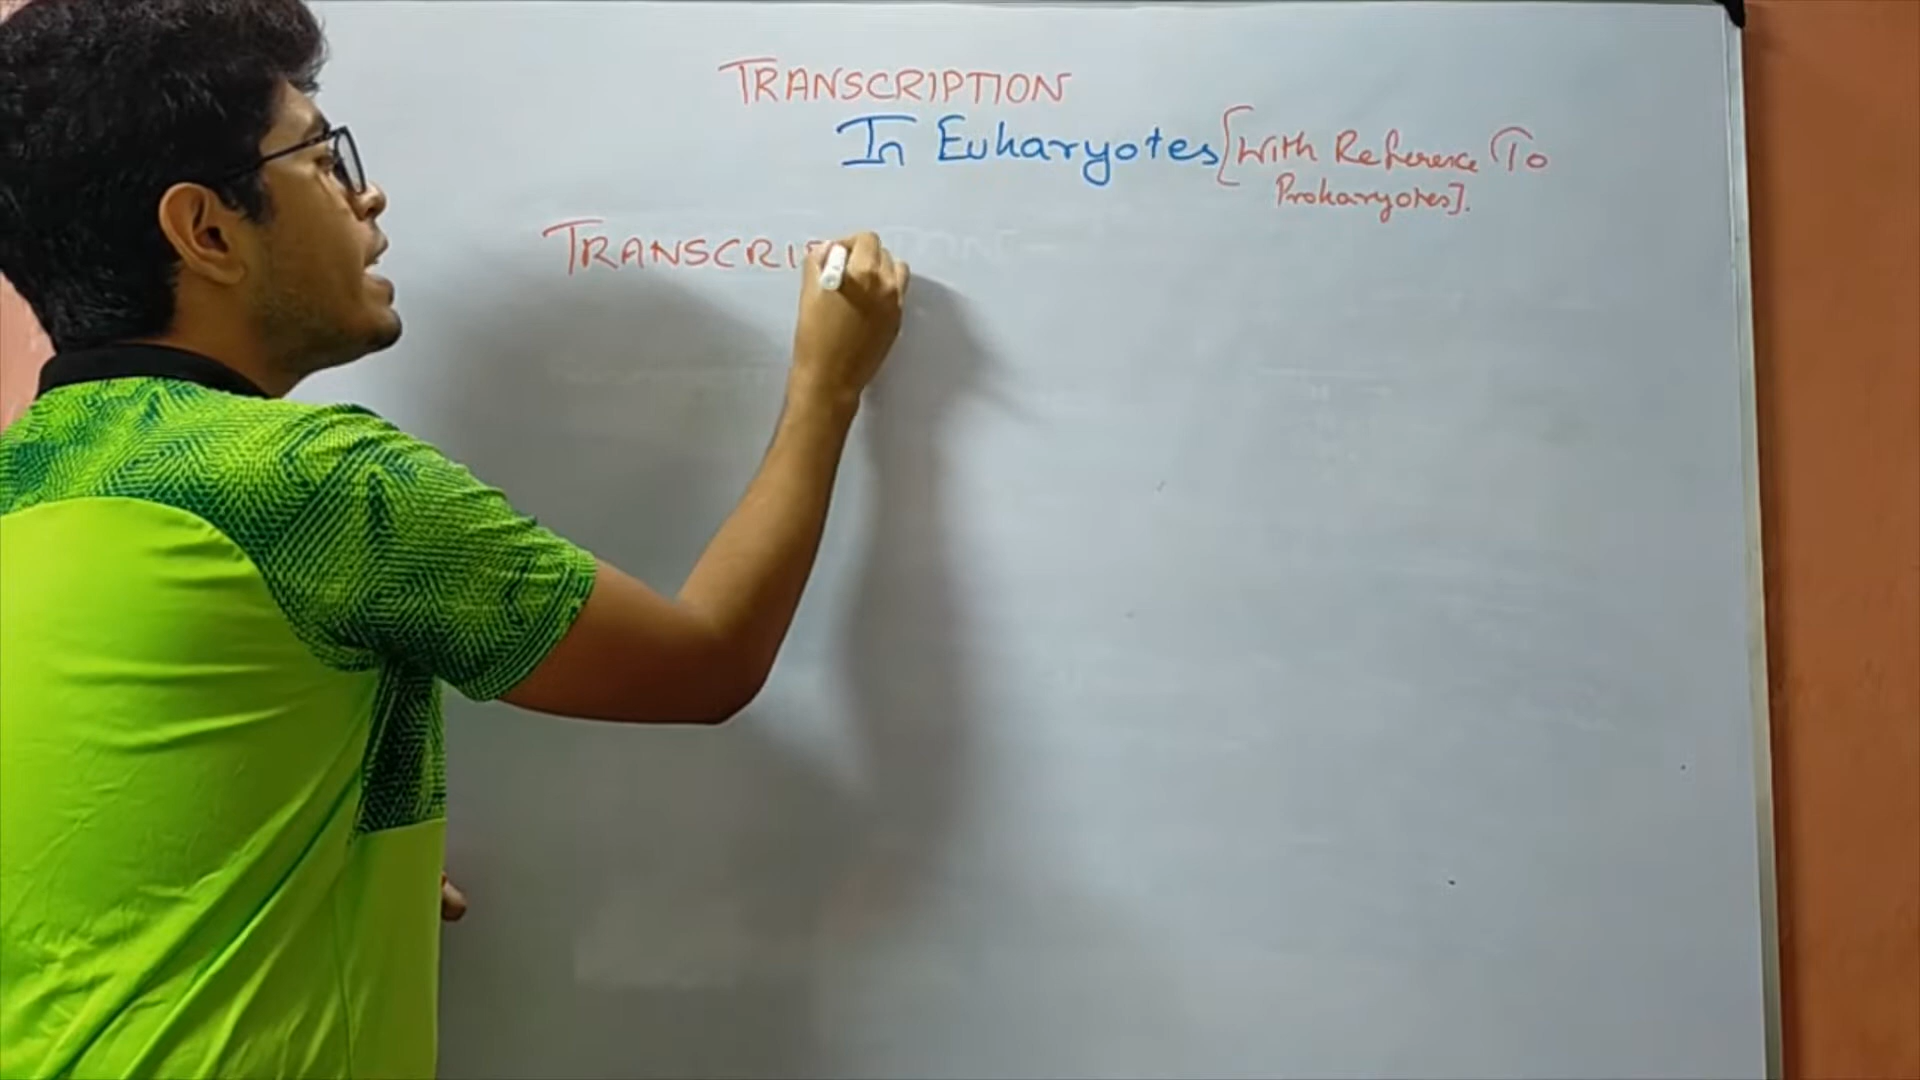 TRANSCRIPTION
In Eukaryotes [With Reference To
Prokaryotes].
TRANSCRI